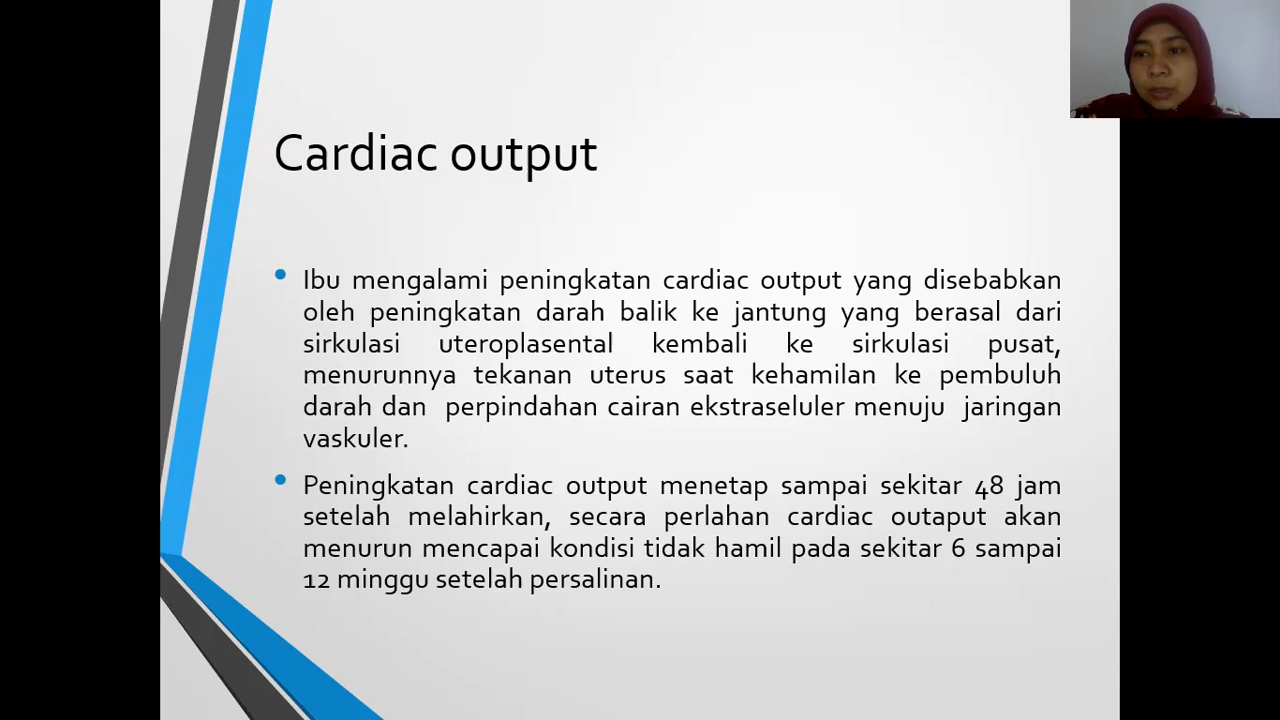 Cardiac output
Ibu mengalami peningkatan cardiac output yang disebabkan
oleh peningkatan darah balik ke jantung yang berasal dari
sirkulasi uteroplasental kembali ke sirkulasi pusat,
menurunnya tekanan uterus saat kehamilan ke pembuluh
darah dan perpindahan cairan ekstraseluler menuju jaringan
vaskuler.
Peningkatan cardiac output menetap sampai sekitar 48 jam
setelah melahirkan, secara perlahan cardiac outaput akan
menurun mencapai kondisi tidak hamil pada sekitar 6 sampai
12 minggu setelah persalinan.